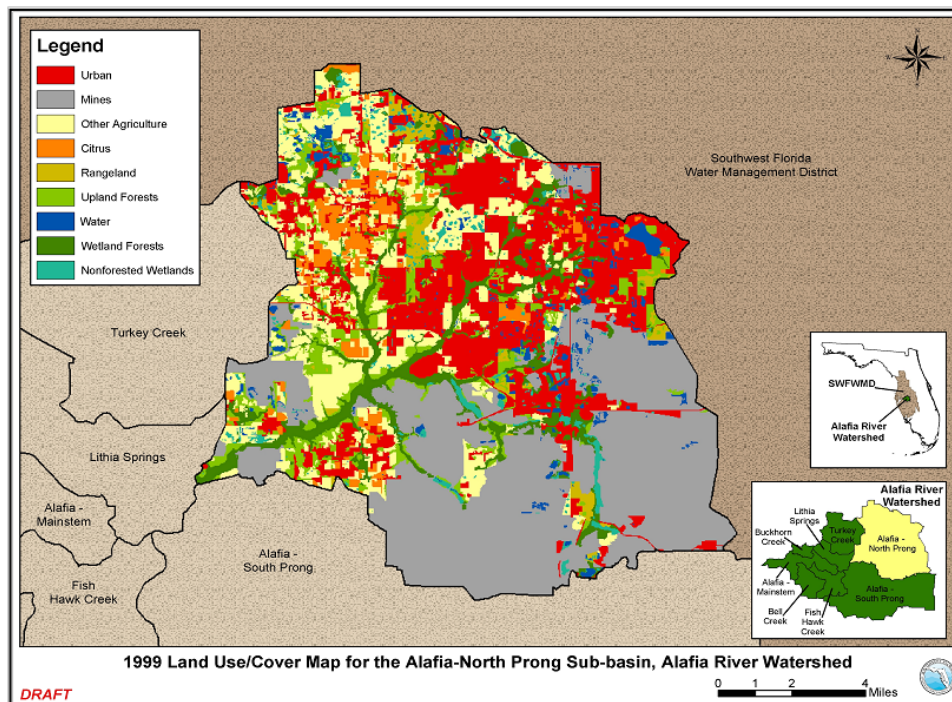 Legend
Urban
Mines
Other Agriculture
Citrus
Rangeland
Upland Forests
Water
Wetland Forests
Nonforested Wetlands
Southwest Florida
Water Management District
Turkey Creek
Lithia Springs
Alafia -
Mainstem
Fish
Hawk Creek
Alafia -
South Prong
SWFWMD
Alafia River
Watershed
Alafia River
Watershed
Lithia
Springs
Buckhorn
Creek
Turkey
Creek
Alafia -
North Prong
Alafia -
Mainstem
Alafia -
South Prong
Bell
Creek
Fish
Hawk
Creek
1999 Land Use/Cover Map for the Alafia-North Prong Sub-basin, Alafia River Watershed
DRAFT
0 1 2 4
Miles